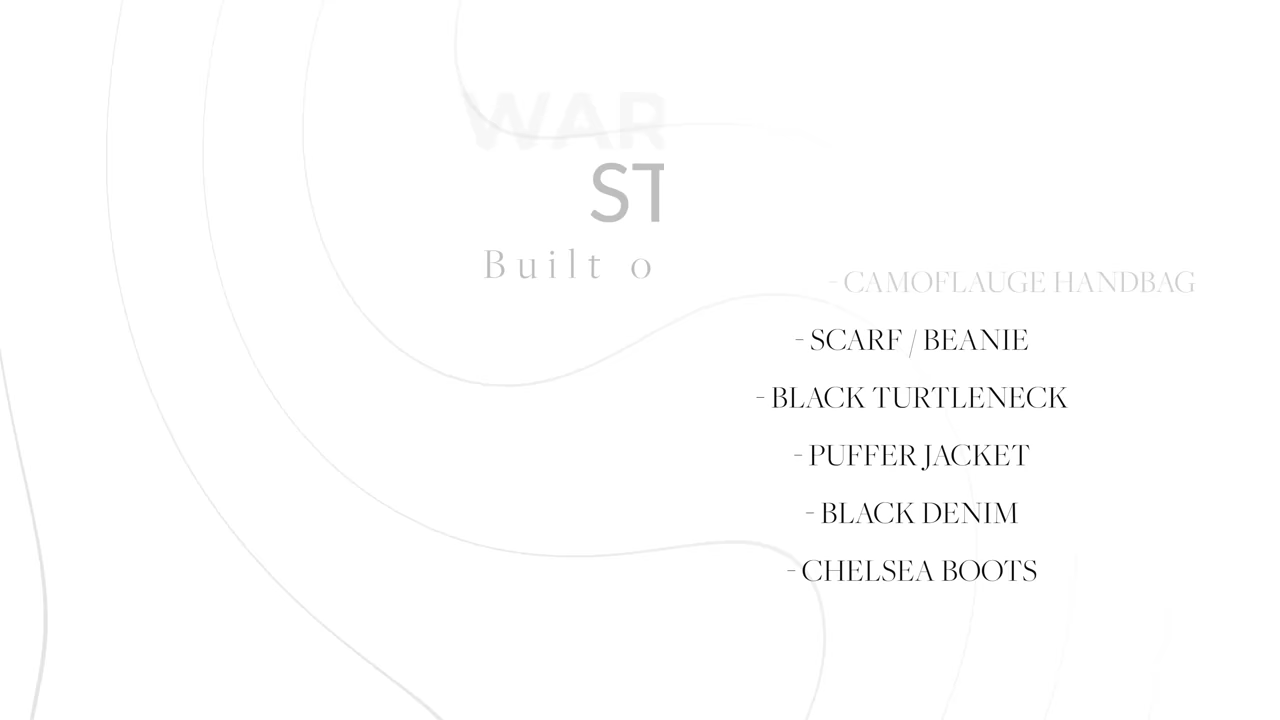 WAR
ST
Built o
- CAMOFLAUGE HANDBAG
- SCARF / BEANIE
- BLACK TURTLENECK
- PUFFER JACKET
- BLACK DENIM
- CHELSEA BOOTS